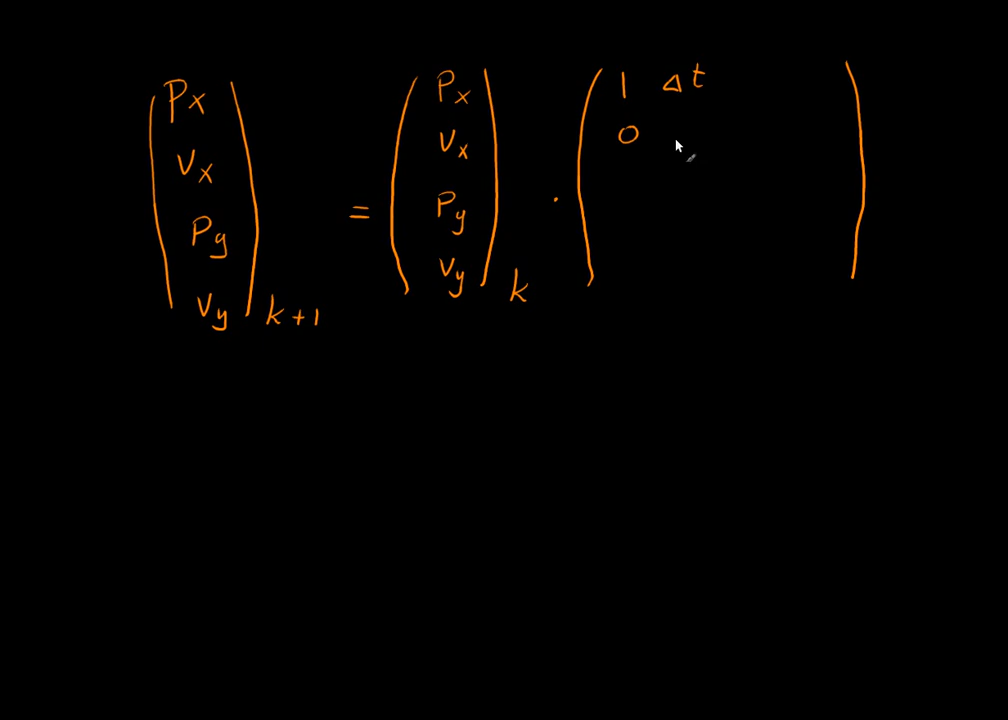 Px Px 1 Δt
Vx Vx 0
= ·
Py Py
Vy k+1 Vy k